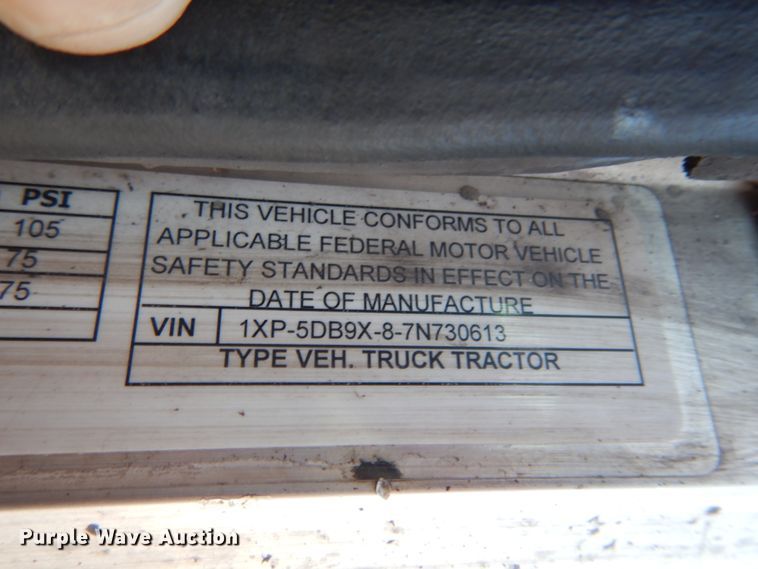 PSI
105
75
75
THIS VEHICLE CONFORMS TO ALL
APPLICABLE FEDERAL MOTOR VEHICLE
SAFETY STANDARDS IN EFFECT ON THE
DATE OF MANUFACTURE
VIN 1XP-5DB9X-8-7N730613
TYPE VEH. TRUCK TRACTOR
Purple Wave Auction